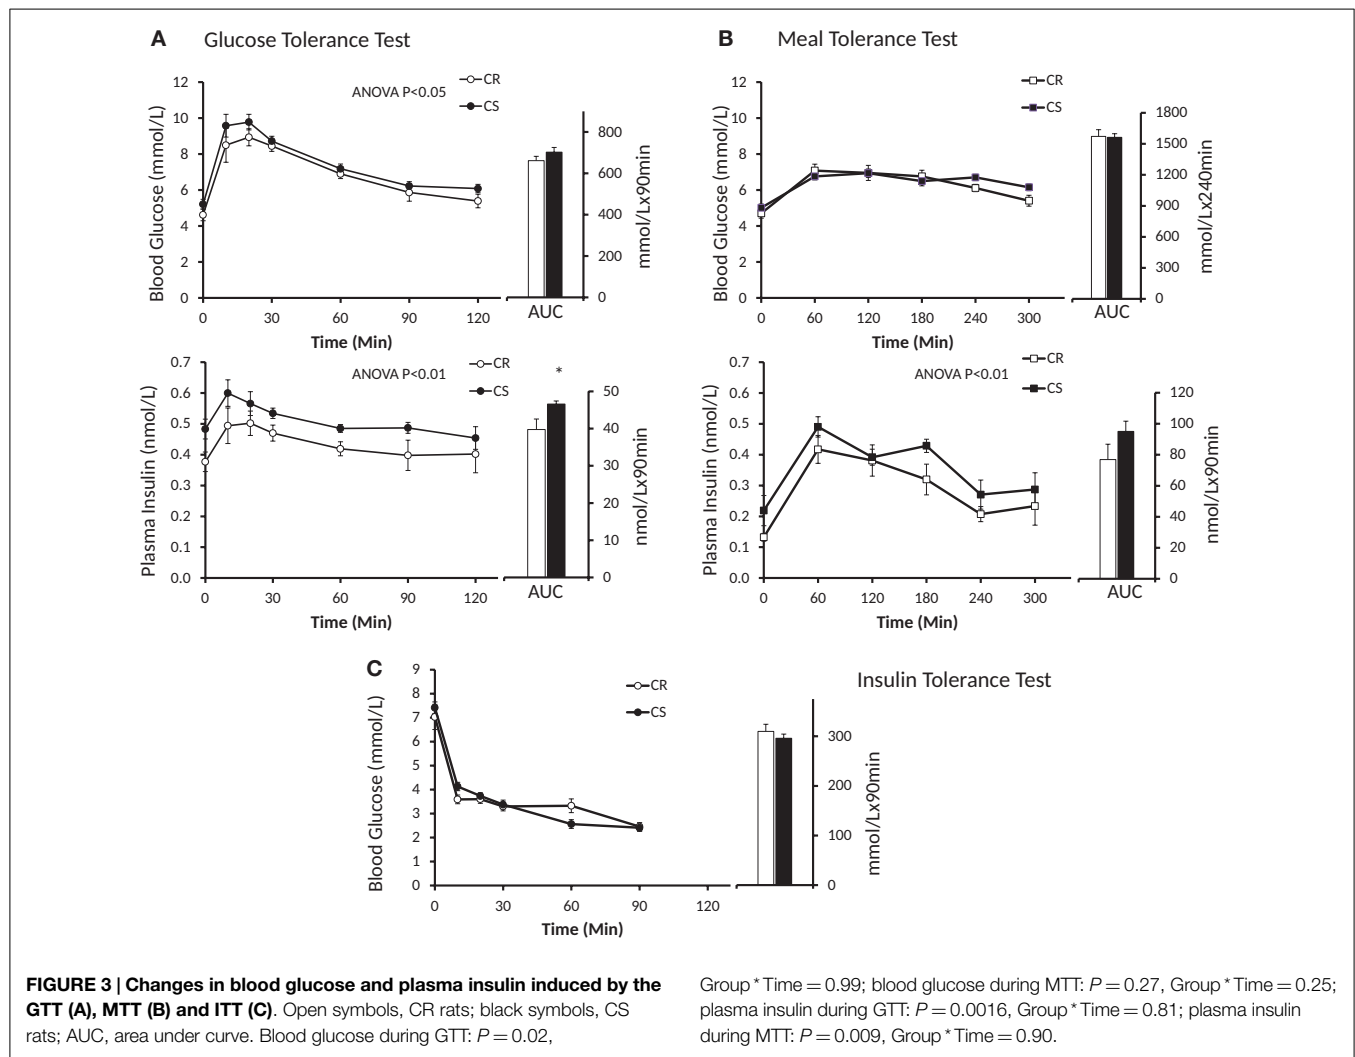 A Glucose Tolerance Test
ANOVA P<0.05
CR
CS
Blood Glucose (mmol/L)
12
10
8
6
4
2
0
0 30 60 90 120
Time (Min)
800
600
400
200
0
mmol/Lx90min
AUC
B Meal Tolerance Test
CR
CS
Blood Glucose (mmol/L)
12
10
8
6
4
2
0
0 60 120 180 240 300
Time (Min)
1800
1500
1200
900
600
300
0
mmol/Lx240min
AUC
ANOVA P<0.01
CR
CS
Plasma Insulin (nmol/L)
0.7
0.6
0.5
0.4
0.3
0.2
0.1
0.0
0 30 60 90 120
Time (Min)
*
50
40
30
20
10
0
nmol/Lx90min
AUC
ANOVA P<0.01
CR
CS
Plasma Insulin (nmol/L)
0.7
0.6
0.5
0.4
0.3
0.2
0.1
0.0
0 60 120 180 240 300
Time (Min)
120
100
80
60
40
20
0
nmol/Lx90min
AUC
C Insulin Tolerance Test
CR
CS
Blood Glucose (mmol/L)
9
8
7
6
5
4
3
2
1
0
0 30 60 90 120
Time (Min)
300
200
100
0
mmol/Lx90min
FIGURE 3 | Changes in blood glucose and plasma insulin induced by the
GTT (A), MTT (B) and ITT (C). Open symbols, CR rats; black symbols, CS
rats; AUC, area under curve. Blood glucose during GTT: P = 0.02,
Group * Time = 0.99; blood glucose during MTT: P = 0.27, Group * Time = 0.25;
plasma insulin during GTT: P = 0.0016, Group * Time = 0.81; plasma insulin
during MTT: P = 0.009, Group * Time = 0.90.